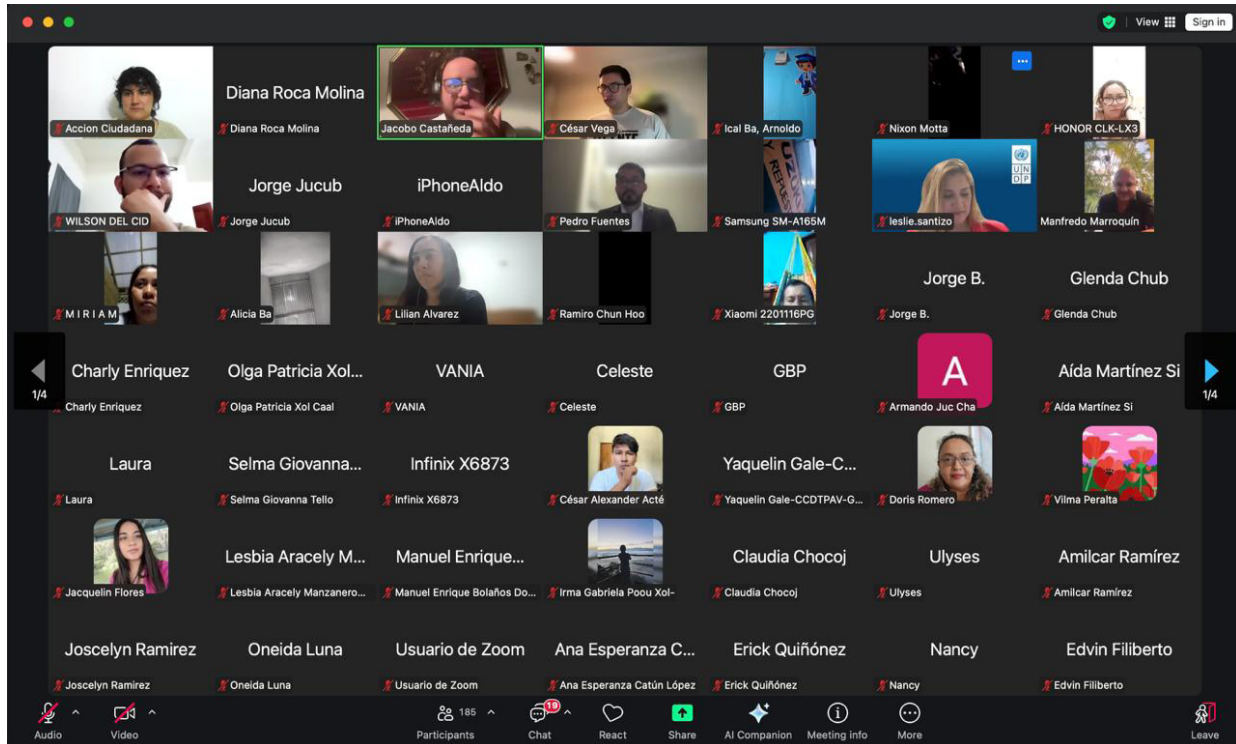 View
Sign in
Accion Ciudadana
Diana Roca Molina
Diana Roca Molina
Jacobo Castañeda
César Vega
Ical Ba, Arnoldo
Nixon Motta
HONOR CLK-LX3
WILSON DEL CID
Jorge Jucub
Jorge Jucub
iPhoneAldo
iPhoneAldo
Pedro Fuentes
Samsung SM-A165M
leslie.santizo
U N
D P
Manfredo Marroquín
M I R I A M
Alicia Ba
Lilian Alvarez
Ramiro Chun Hoo
Xiaomi 2201116PG
Jorge B.
Jorge B.
Glenda Chub
Glenda Chub
1/4
Charly Enriquez
Charly Enriquez
Olga Patricia Xol...
Olga Patricia Xol Caal
VANIA
VANIA
Celeste
Celeste
GBP
GBP
A
Armando Juc Cha
Aída Martínez Si
Aída Martínez Si
1/4
Laura
Laura
Selma Giovanna...
Selma Giovanna Tello
Infinix X6873
Infinix X6873
César Alexander Acté
Yaquelin Gale-C...
Yaquelin Gale-CCDTPAV-G...
Doris Romero
Vilma Peralta
Jacquelin Flores
Lesbia Aracely M...
Lesbia Aracely Manzanero...
Manuel Enrique...
Manuel Enrique Bolaños Do...
Irma Gabriela Poou Xol-
Claudia Chocoj
Claudia Chocoj
Ulyses
Ulyses
Amilcar Ramírez
Amilcar Ramírez
Joscelyn Ramirez
Joscelyn Ramirez
Oneida Luna
Oneida Luna
Usuario de Zoom
Usuario de Zoom
Ana Esperanza C...
Ana Esperanza Catún López
Erick Quiñónez
Erick Quiñónez
Nancy
Nancy
Edvin Filiberto
Edvin Filiberto
Audio
Video
185
Participants
19
Chat
React
Share
AI Companion
Meeting info
More
Leave